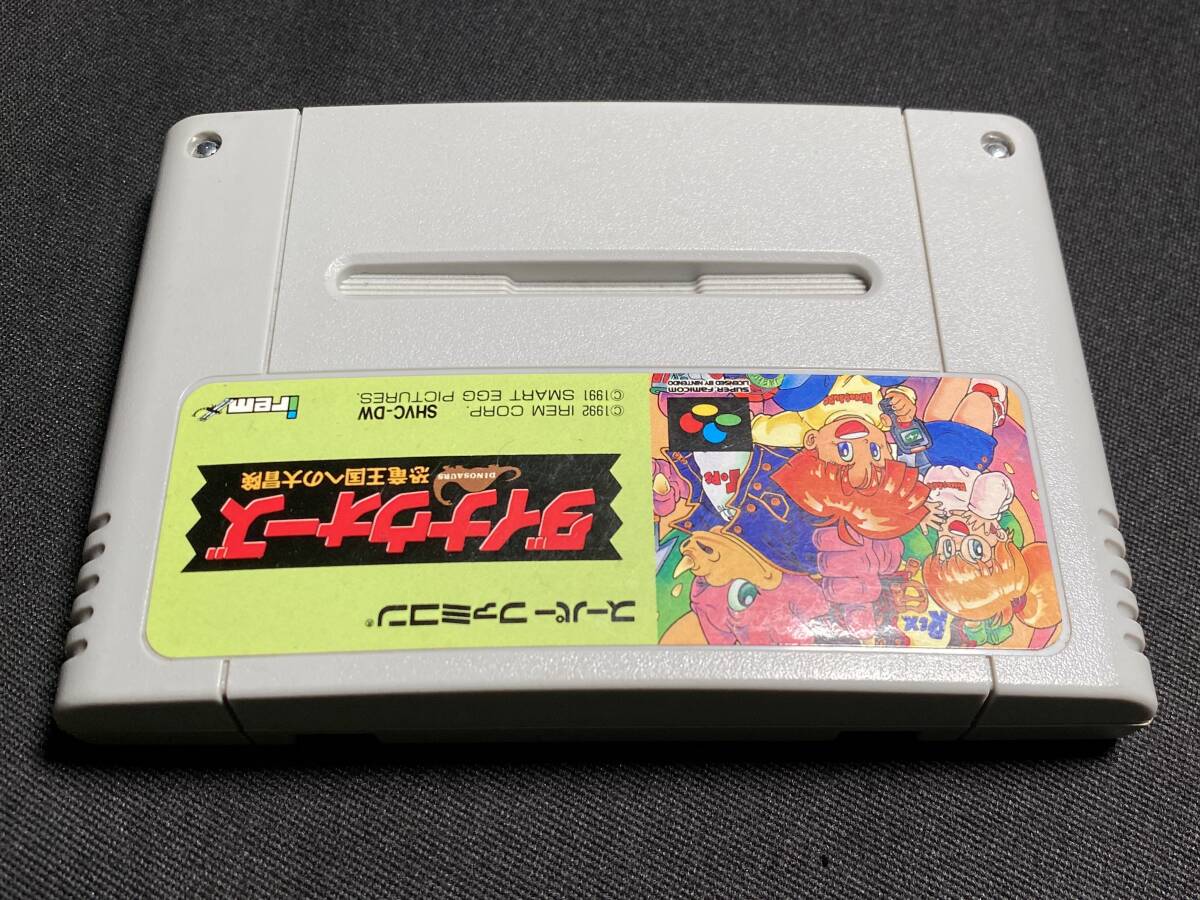 スーパーファミコン®
ダイナウォーズ
DINOSAURS
恐竜王国への大冒険
SHVC-DW
©1992 IREM CORP.
©1991 SMART EGG PICTURES.
irem
REX
TOPS
SUPER FAMICOM
LICENSED BY NINTENDO